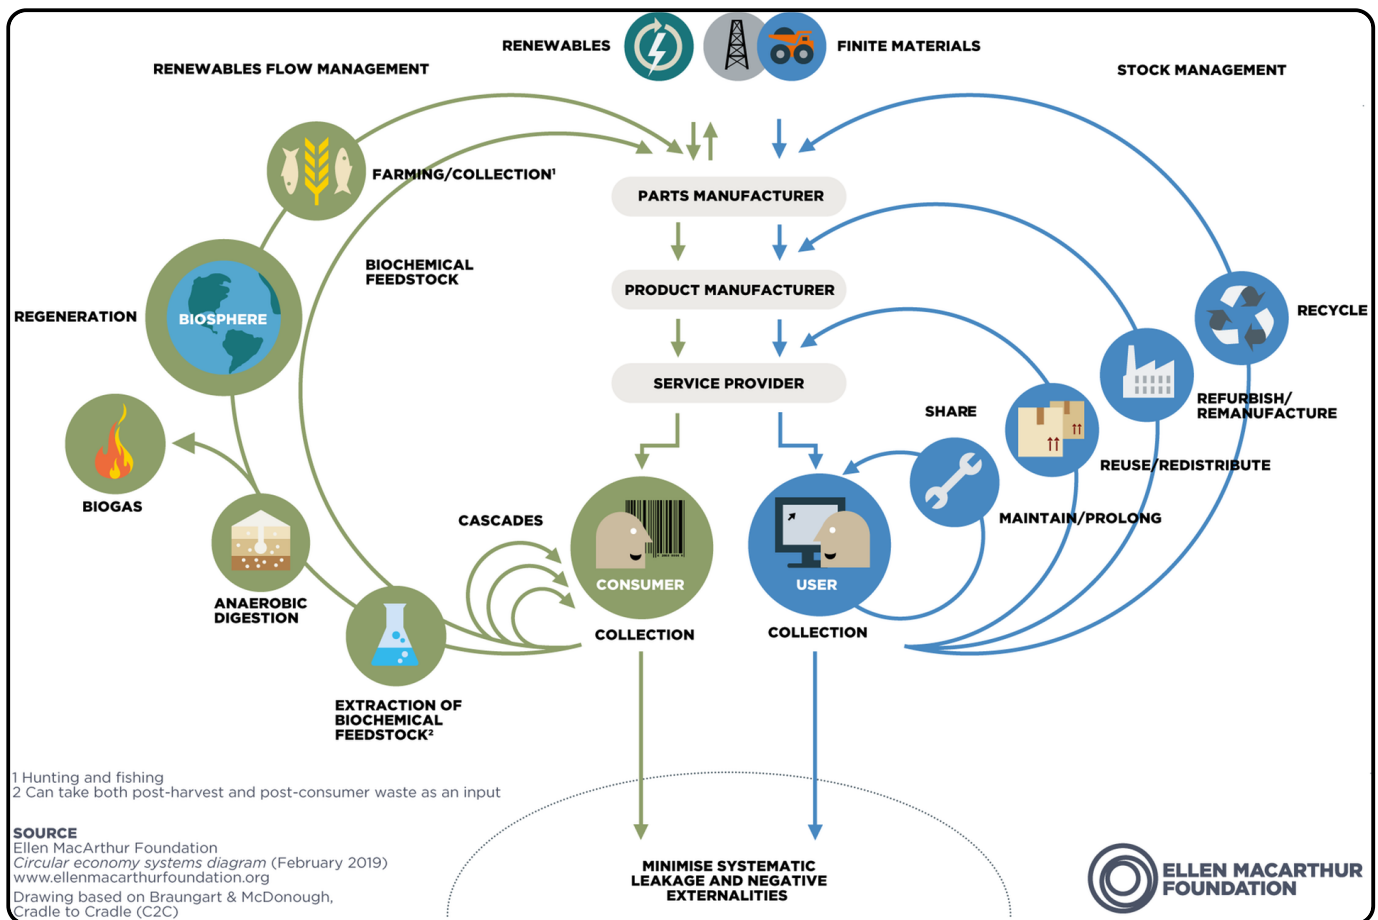 RENEWABLES
FINITE MATERIALS
RENEWABLES FLOW MANAGEMENT
STOCK MANAGEMENT
FARMING/COLLECTION¹
PARTS MANUFACTURER
BIOCHEMICAL
FEEDSTOCK
PRODUCT MANUFACTURER
REGENERATION
BIOSPHERE
RECYCLE
SERVICE PROVIDER
SHARE
REFURBISH/
REMANUFACTURE
REUSE/REDISTRIBUTE
BIOGAS
CASCADES
MAINTAIN/PROLONG
CONSUMER
USER
ANAEROBIC
DIGESTION
COLLECTION
COLLECTION
EXTRACTION OF
BIOCHEMICAL
FEEDSTOCK²
1 Hunting and fishing
2 Can take both post-harvest and post-consumer waste as an input
SOURCE
Ellen MacArthur Foundation
Circular economy systems diagram (February 2019)
www.ellenmacarthurfoundation.org
Drawing based on Braungart & McDonough,
Cradle to Cradle (C2C)
MINIMISE SYSTEMATIC
LEAKAGE AND NEGATIVE
EXTERNALITIES
ELLEN MACARTHUR
FOUNDATION